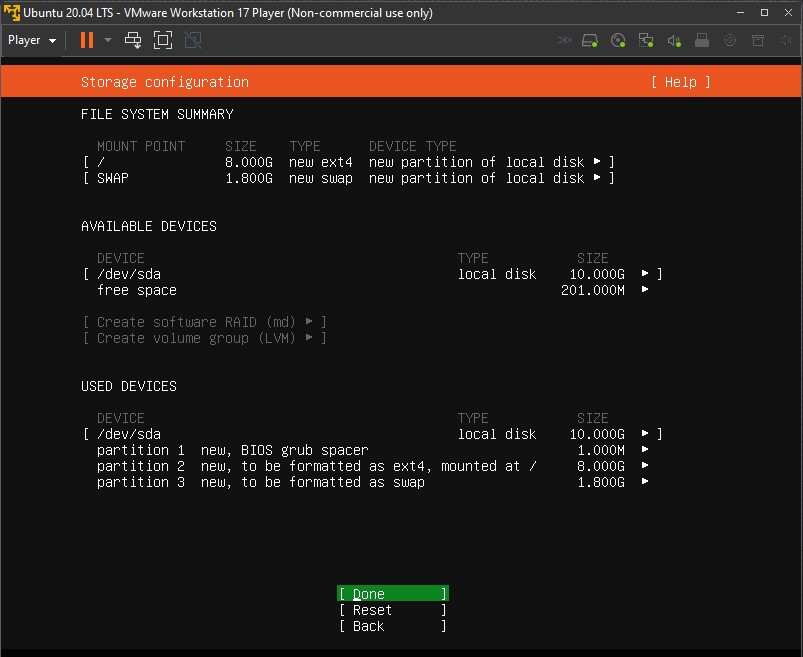 Ubuntu 20.04 LTS - VMware Workstation 17 Player (Non-commercial use only)
Player
Storage configuration [ Help ]
FILE SYSTEM SUMMARY
MOUNT POINT SIZE TYPE DEVICE TYPE
[ / 8.000G new ext4 new partition of local disk ▸ ]
[ SWAP 1.800G new swap new partition of local disk ▸ ]
AVAILABLE DEVICES
DEVICE TYPE SIZE
[ /dev/sda local disk 10.000G ▸ ]
free space 201.000M ▸
[ Create software RAID (md) ▸ ]
[ Create volume group (LVM) ▸ ]
USED DEVICES
DEVICE TYPE SIZE
[ /dev/sda local disk 10.000G ▸ ]
partition 1 new, BIOS grub spacer 1.000M ▸
partition 2 new, to be formatted as ext4, mounted at / 8.000G ▸
partition 3 new, to be formatted as swap 1.800G ▸
[ Done ]
[ Reset ]
[ Back ]